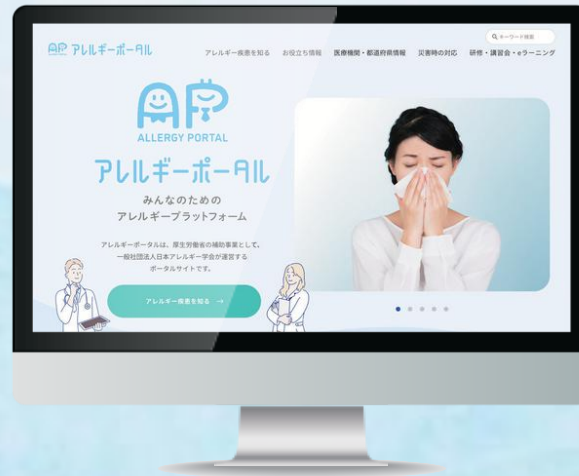 キーワード検索
AP アレルギーポータル
アレルギー疾患を知る お役立ち情報 医療機関・都道府県情報 災害時の対応 研修・講習会・eラーニング
AP
ALLERGY PORTAL
アレルギーポータル
みんなのための
アレルギープラットフォーム
アレルギーポータルは、厚生労働省の補助事業として、
一般社団法人日本アレルギー学会が運営する
ポータルサイトです。
アレルギー疾患を知る →